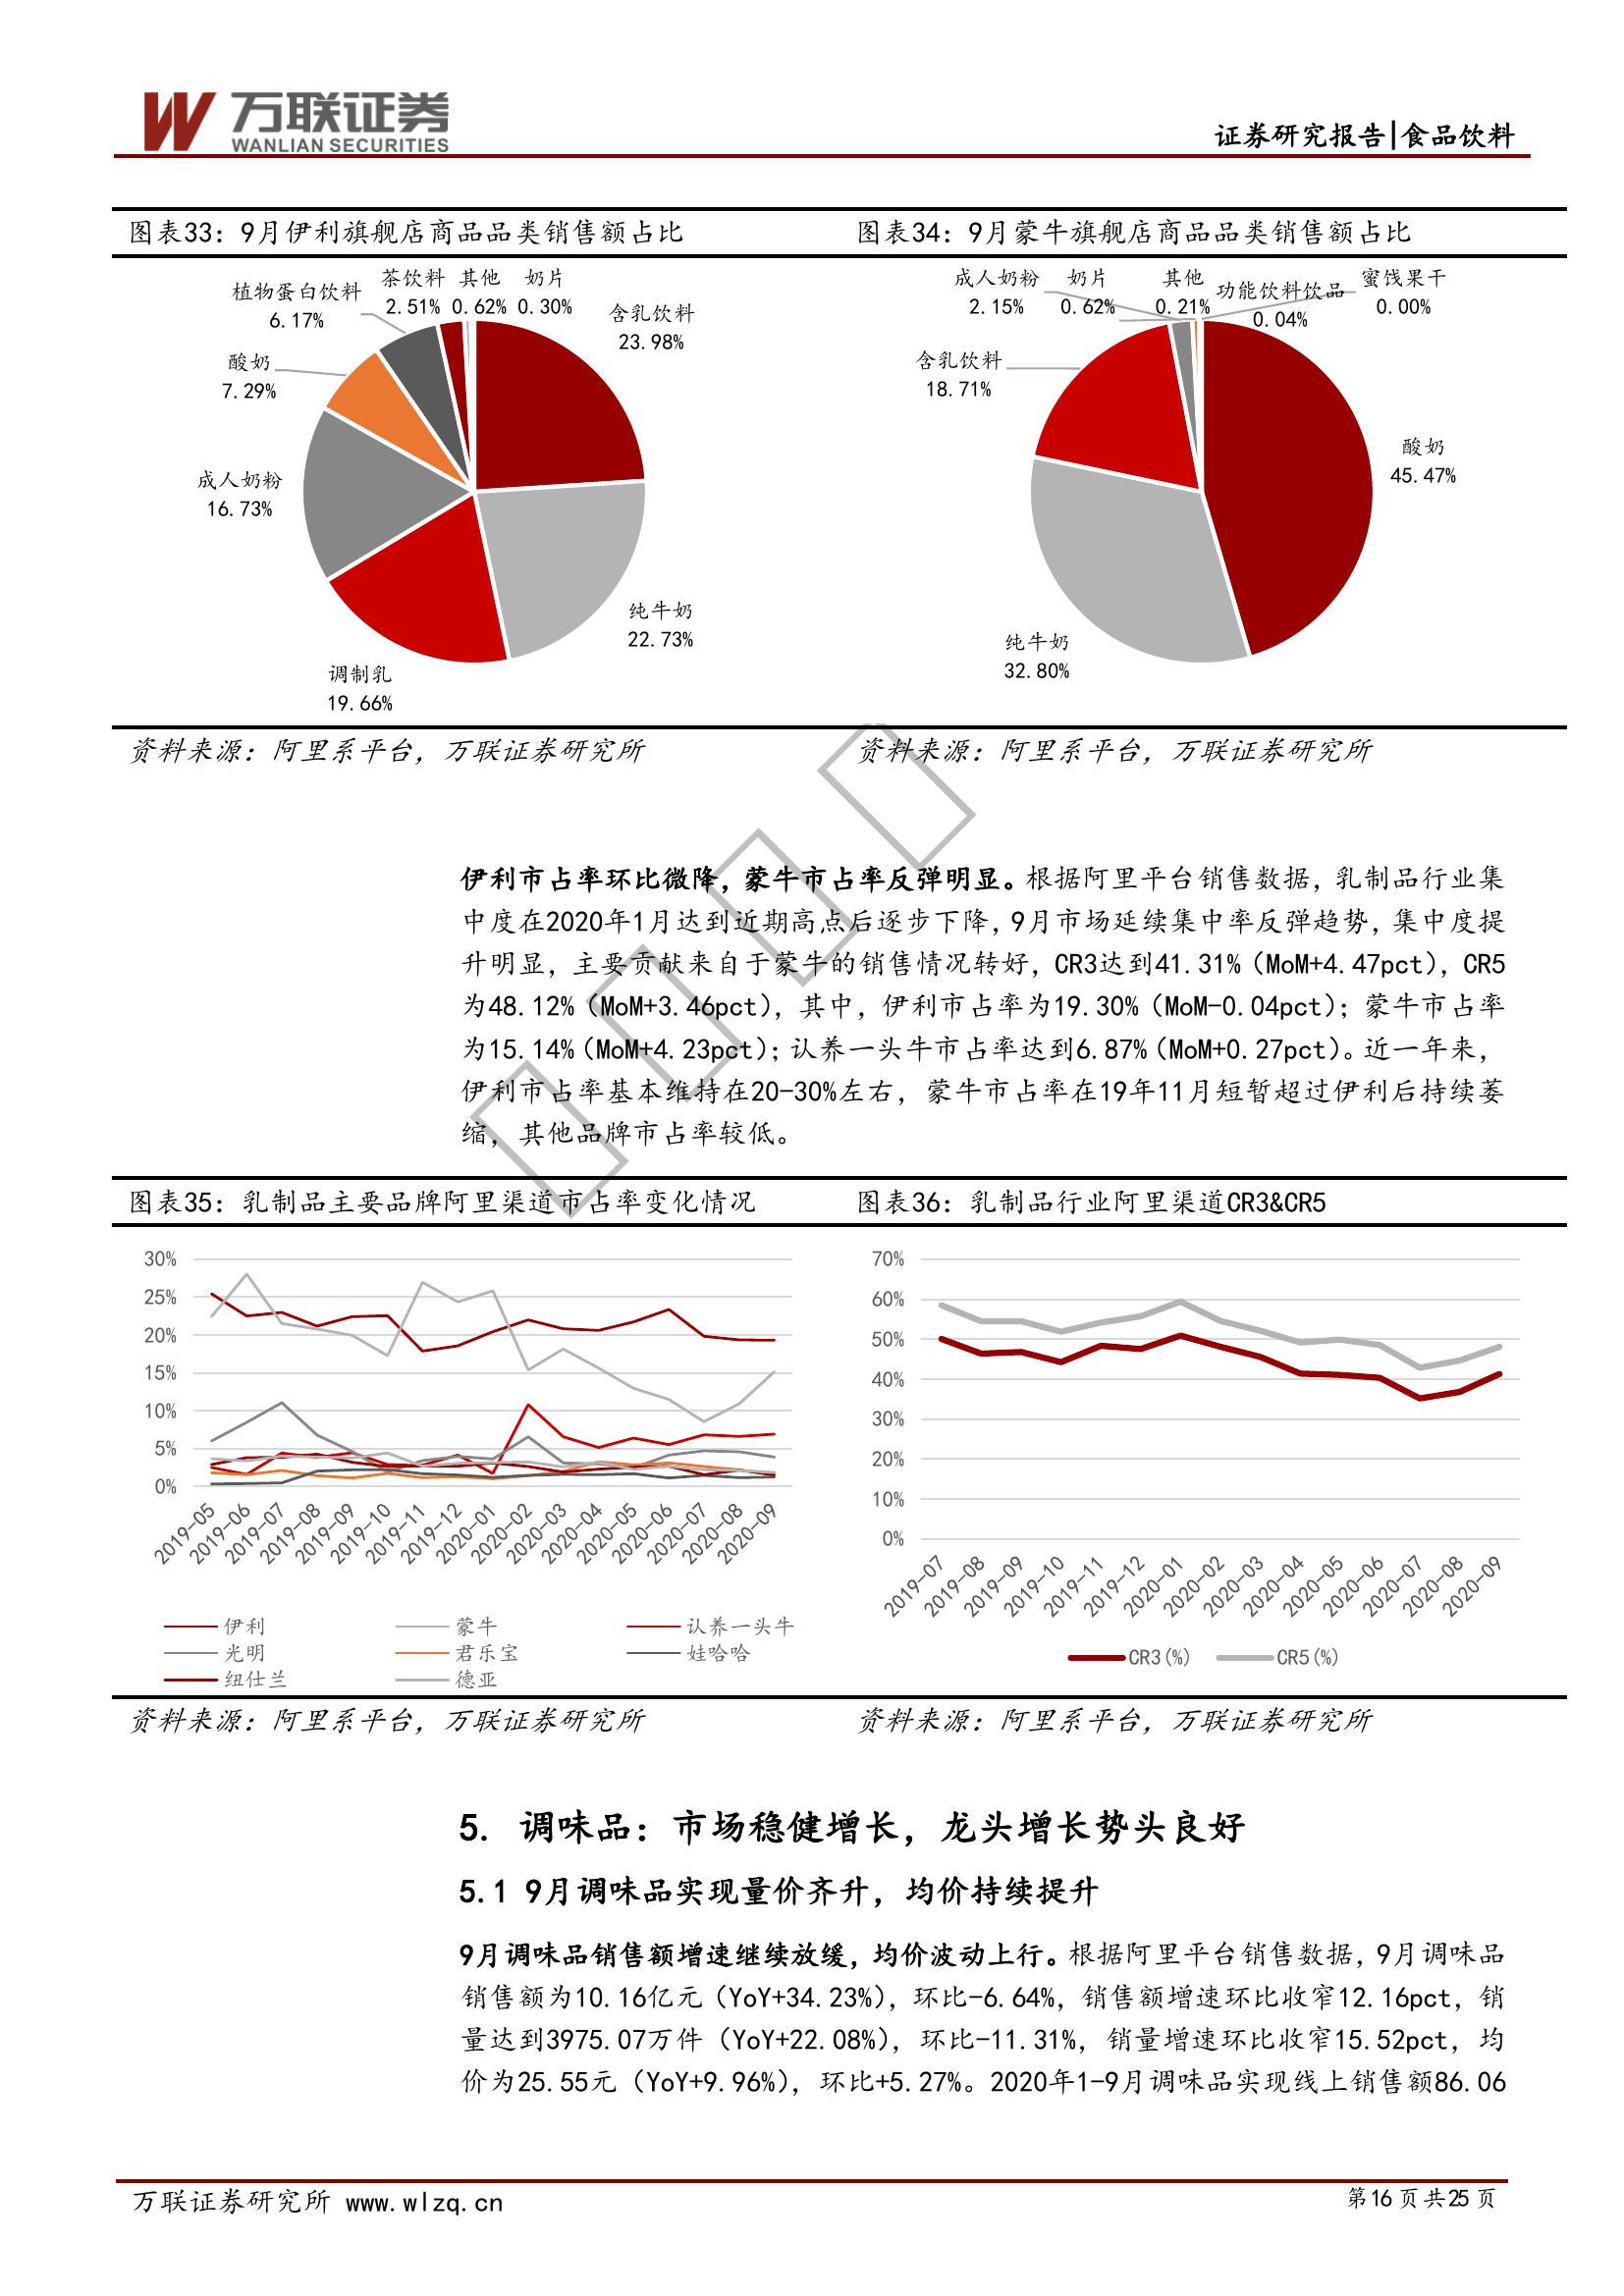 万联证券
WANLIAN SECURITIES
证券研究报告|食品饮料
图表33：9月伊利旗舰店商品品类销售额占比
植物蛋白饮料
6.17%
茶饮料
2.51%
其他
0.62%
奶片
0.30%
含乳饮料
23.98%
酸奶
7.29%
成人奶粉
16.73%
纯牛奶
22.73%
调制乳
19.66%
资料来源：阿里系平台，万联证券研究所
图表34：9月蒙牛旗舰店商品品类销售额占比
成人奶粉
2.15%
奶片
0.62%
其他
0.21%
功能饮料饮品
0.04%
蜜饯果干
0.00%
含乳饮料
18.71%
酸奶
45.47%
纯牛奶
32.80%
资料来源：阿里系平台，万联证券研究所
伊利市占率环比微降，蒙牛市占率反弹明显。根据阿里平台销售数据，乳制品行业集
中度在2020年1月达到近期高点后逐步下降，9月市场延续集中率反弹趋势，集中度提
升明显，主要贡献来自于蒙牛的销售情况转好，CR3达到41.31%（MoM+4.47pct），CR5
为48.12%（MoM+3.46pct），其中，伊利市占率为19.30%（MoM-0.04pct）；蒙牛市占率
为15.14%（MoM+4.23pct）；认养一头牛市占率达到6.87%（MoM+0.27pct）。近一年来，
伊利市占率基本维持在20-30%左右，蒙牛市占率在19年11月短暂超过伊利后持续萎
缩，其他品牌市占率较低。
图表35：乳制品主要品牌阿里渠道市占率变化情况
30%
25%
20%
15%
10%
5%
0%
2019-05
2019-06
2019-07
2019-08
2019-09
2019-10
2019-11
2019-12
2020-01
2020-02
2020-03
2020-04
2020-05
2020-06
2020-07
2020-08
2020-09
伊利 蒙牛 认养一头牛
光明 君乐宝 娃哈哈
纽仕兰 德亚
资料来源：阿里系平台，万联证券研究所
图表36：乳制品行业阿里渠道CR3&CR5
70%
60%
50%
40%
30%
20%
10%
0%
2019-07
2019-08
2019-09
2019-10
2019-11
2019-12
2020-01
2020-02
2020-03
2020-04
2020-05
2020-06
2020-07
2020-08
2020-09
CR3(%) CR5(%)
资料来源：阿里系平台，万联证券研究所
5. 调味品：市场稳健增长，龙头增长势头良好
5.1 9月调味品实现量价齐升，均价持续提升
9月调味品销售额增速继续放缓，均价波动上行。根据阿里平台销售数据，9月调味品
销售额为10.16亿元（YoY+34.23%），环比-6.64%，销售额增速环比收窄12.16pct，销
量达到3975.07万件（YoY+22.08%），环比-11.31%，销量增速环比收窄15.52pct，均
价为25.55元（YoY+9.96%），环比+5.27%。2020年1-9月调味品实现线上销售额86.06
万联证券研究所 www.wlzq.cn
第16页共25页